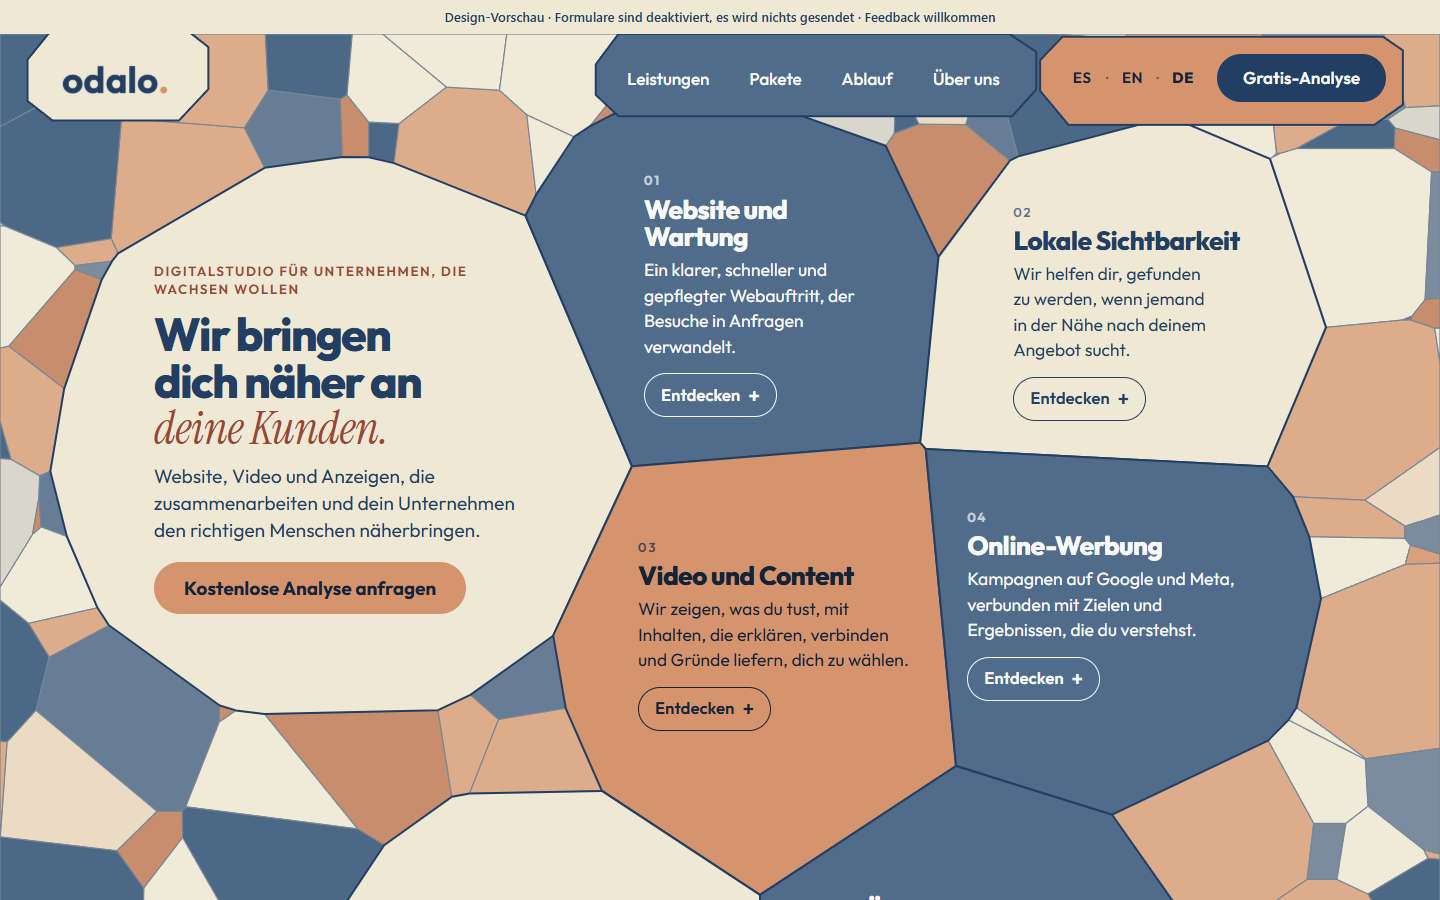 Design-Vorschau · Formulare sind deaktiviert, es wird nichts gesendet · Feedback willkommen
odalo.
Leistungen Pakete Ablauf Über uns
ES · EN · DE Gratis-Analyse
DIGITALSTUDIO FÜR UNTERNEHMEN, DIE
WACHSEN WOLLEN
Wir bringen
dich näher an
deine Kunden.
Website, Video und Anzeigen, die
zusammenarbeiten und dein Unternehmen
den richtigen Menschen näherbringen.
Kostenlose Analyse anfragen
01
Website und
Wartung
Ein klarer, schneller und
gepflegter Webauftritt, der
Besuche in Anfragen
verwandelt.
Entdecken +
02
Lokale Sichtbarkeit
Wir helfen dir, gefunden
zu werden, wenn jemand
in der Nähe nach deinem
Angebot sucht.
Entdecken +
03
Video und Content
Wir zeigen, was du tust, mit
Inhalten, die erklären, verbinden
und Gründe liefern, dich zu wählen.
Entdecken +
04
Online-Werbung
Kampagnen auf Google und Meta,
verbunden mit Zielen und
Ergebnissen, die du verstehst.
Entdecken +